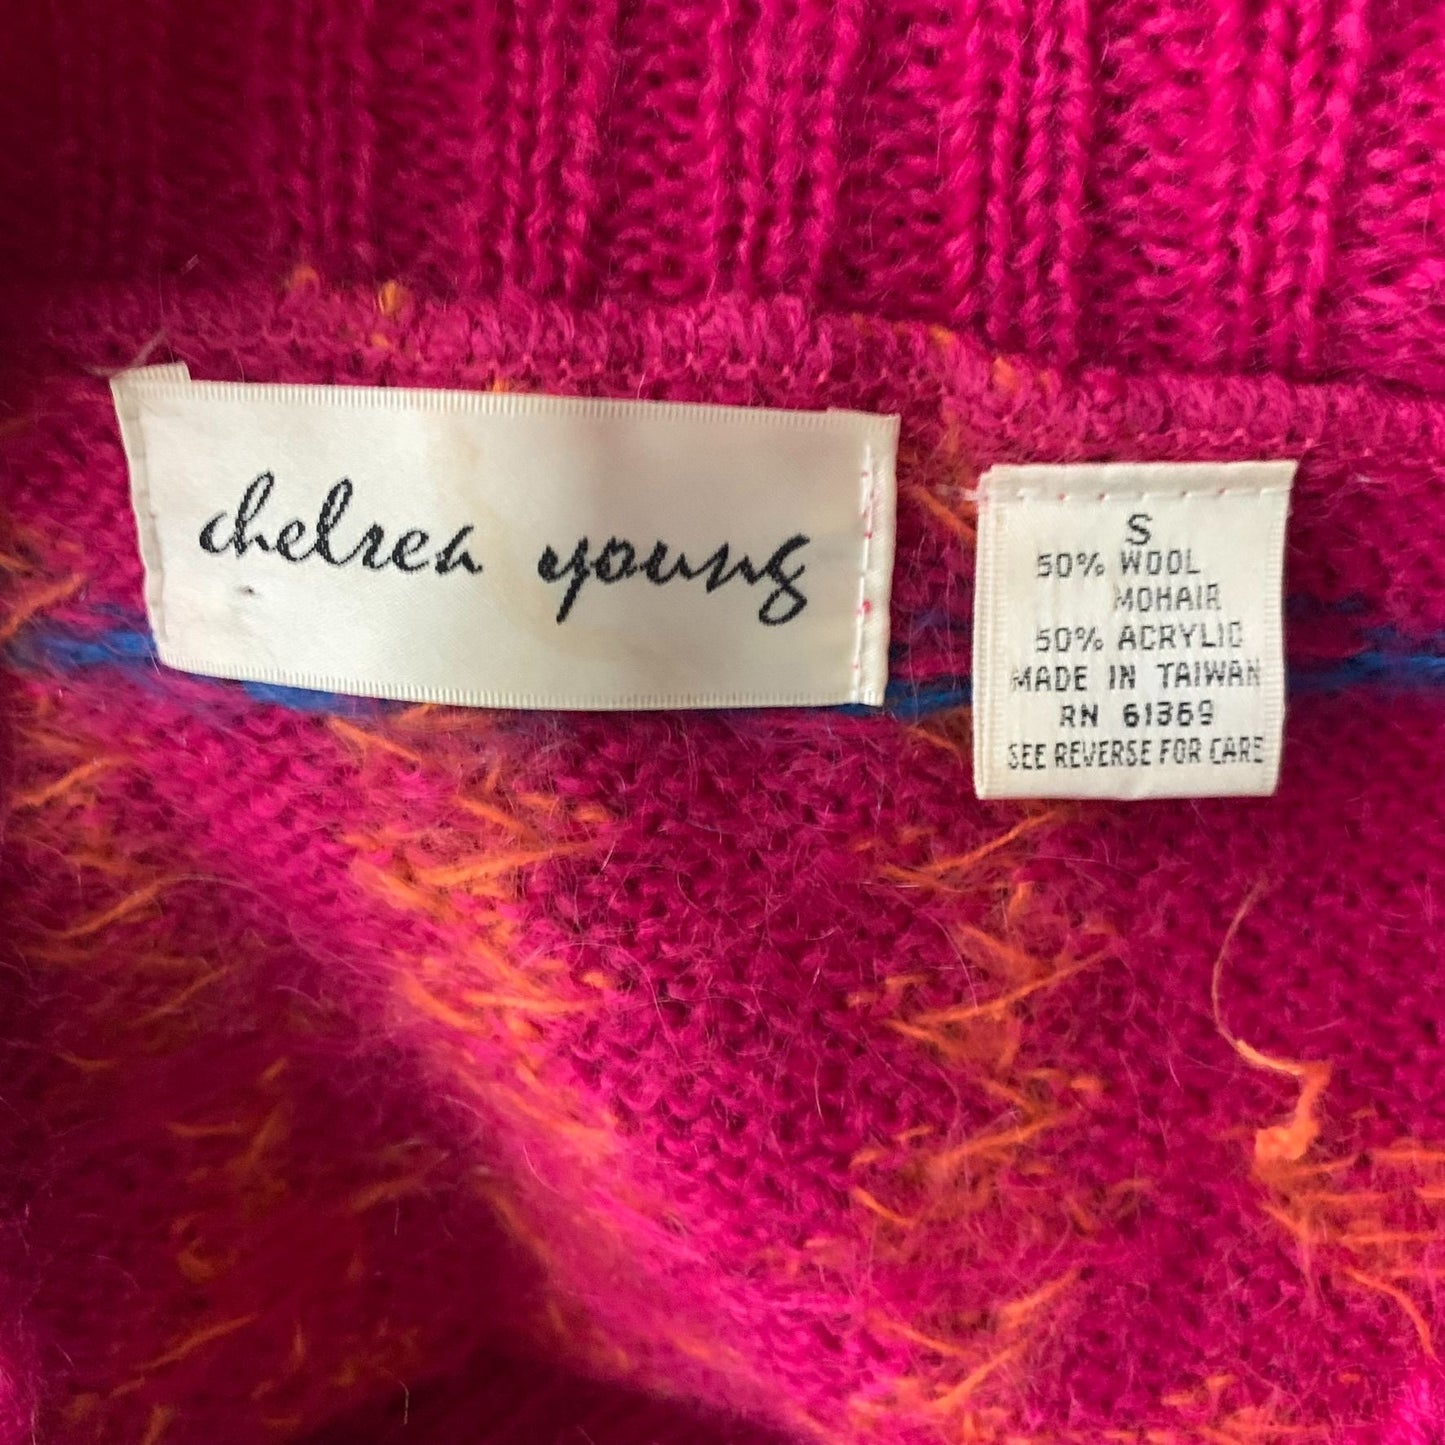 chelsea young
S
50% WOOL
MOHAIR
50% ACRYLIC
MADE IN TAIWAN
RN 61369
SEE REVERSE FOR CARE